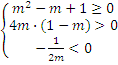 m² − m + 1 ≥ 0
4m · (1 − m) > 0
− 1/2m < 0